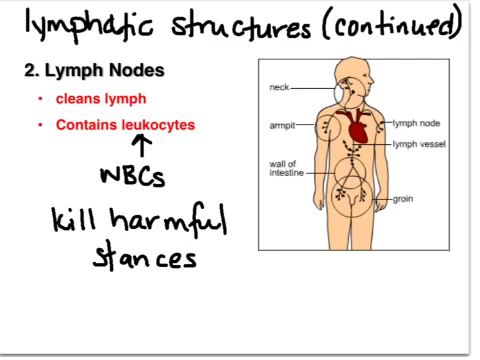 lymphatic structures (continued)
2. Lymph Nodes
• cleans lymph
• Contains leukocytes
↑
WBCs
kill harmful
stances
neck
armpit
wall of
intestine
lymph node
lymph vessel
groin